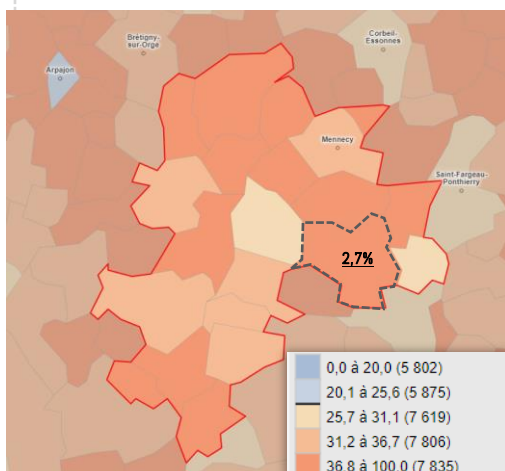 Brétigny-
sur-Orge
Corbeil-
Essonnes
Arpajon
Mennecy
Saint-Fargeau-
Ponthierry
2,7%
0,0 à 20,0 (5 802)
20,1 à 25,6 (5 875)
25,7 à 31,1 (7 619)
31,2 à 36,7 (7 806)
36,8 à 100,0 (7 835)